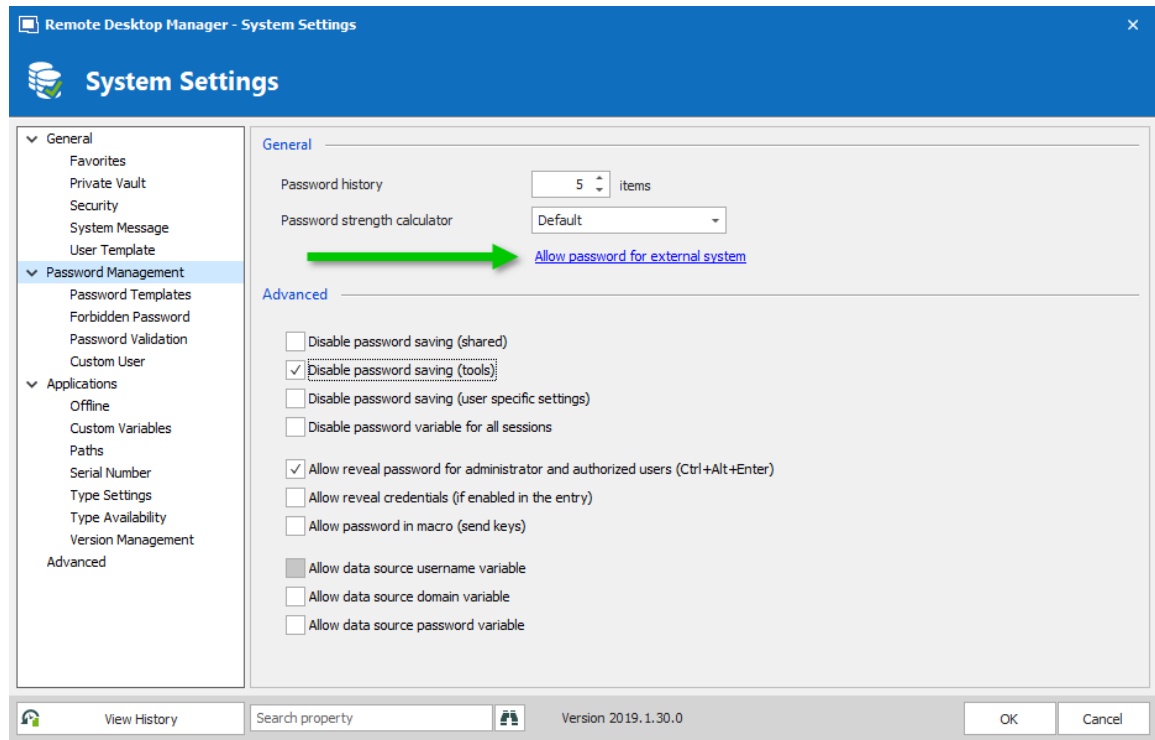 Remote Desktop Manager - System Settings
System Settings
General
Favorites
Private Vault
Security
System Message
User Template
Password Management
Password Templates
Forbidden Password
Password Validation
Custom User
Applications
Offline
Custom Variables
Paths
Serial Number
Type Settings
Type Availability
Version Management
Advanced
General
Password history 5 items
Password strength calculator Default
Allow password for external system
Advanced
Disable password saving (shared)
Disable password saving (tools)
Disable password saving (user specific settings)
Disable password variable for all sessions
Allow reveal password for administrator and authorized users (Ctrl+Alt+Enter)
Allow reveal credentials (if enabled in the entry)
Allow password in macro (send keys)
Allow data source username variable
Allow data source domain variable
Allow data source password variable
View History Search property Version 2019.1.30.0 OK Cancel